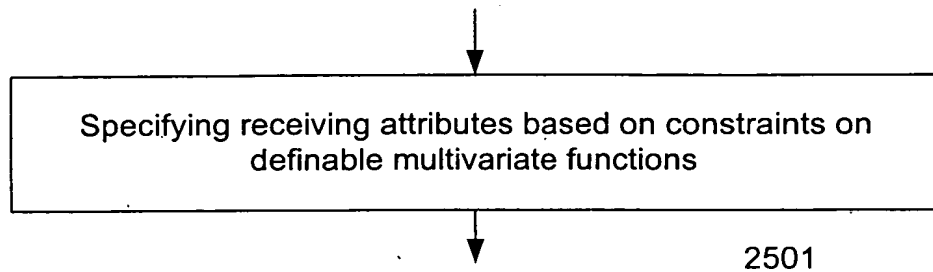 Specifying receiving attributes based on constraints on
definable multivariate functions
2501